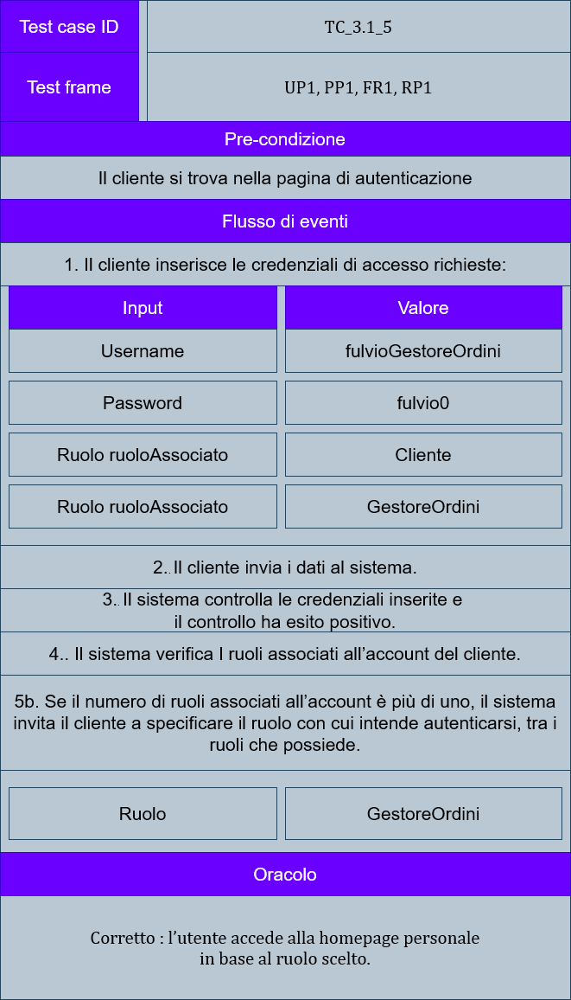 Test case ID
TC_3.1_5
Test frame
UP1, PP1, FR1, RP1
Pre-condizione
Il cliente si trova nella pagina di autenticazione
Flusso di eventi
1. Il cliente inserisce le credenziali di accesso richieste:
Input
Valore
Username
fulvioGestoreOrdini
Password
fulvio0
Ruolo ruoloAssociato
Cliente
Ruolo ruoloAssociato
GestoreOrdini
2.. Il cliente invia i dati al sistema.
3.. Il sistema controlla le credenziali inserite e
il controllo ha esito positivo.
4.. Il sistema verifica I ruoli associati all’account del cliente.
5b. Se il numero di ruoli associati all’account è più di uno, il sistema
invita il cliente a specificare il ruolo con cui intende autenticarsi, tra i
ruoli che possiede.
Ruolo
GestoreOrdini
Oracolo
Corretto : l’utente accede alla homepage personale
in base al ruolo scelto.